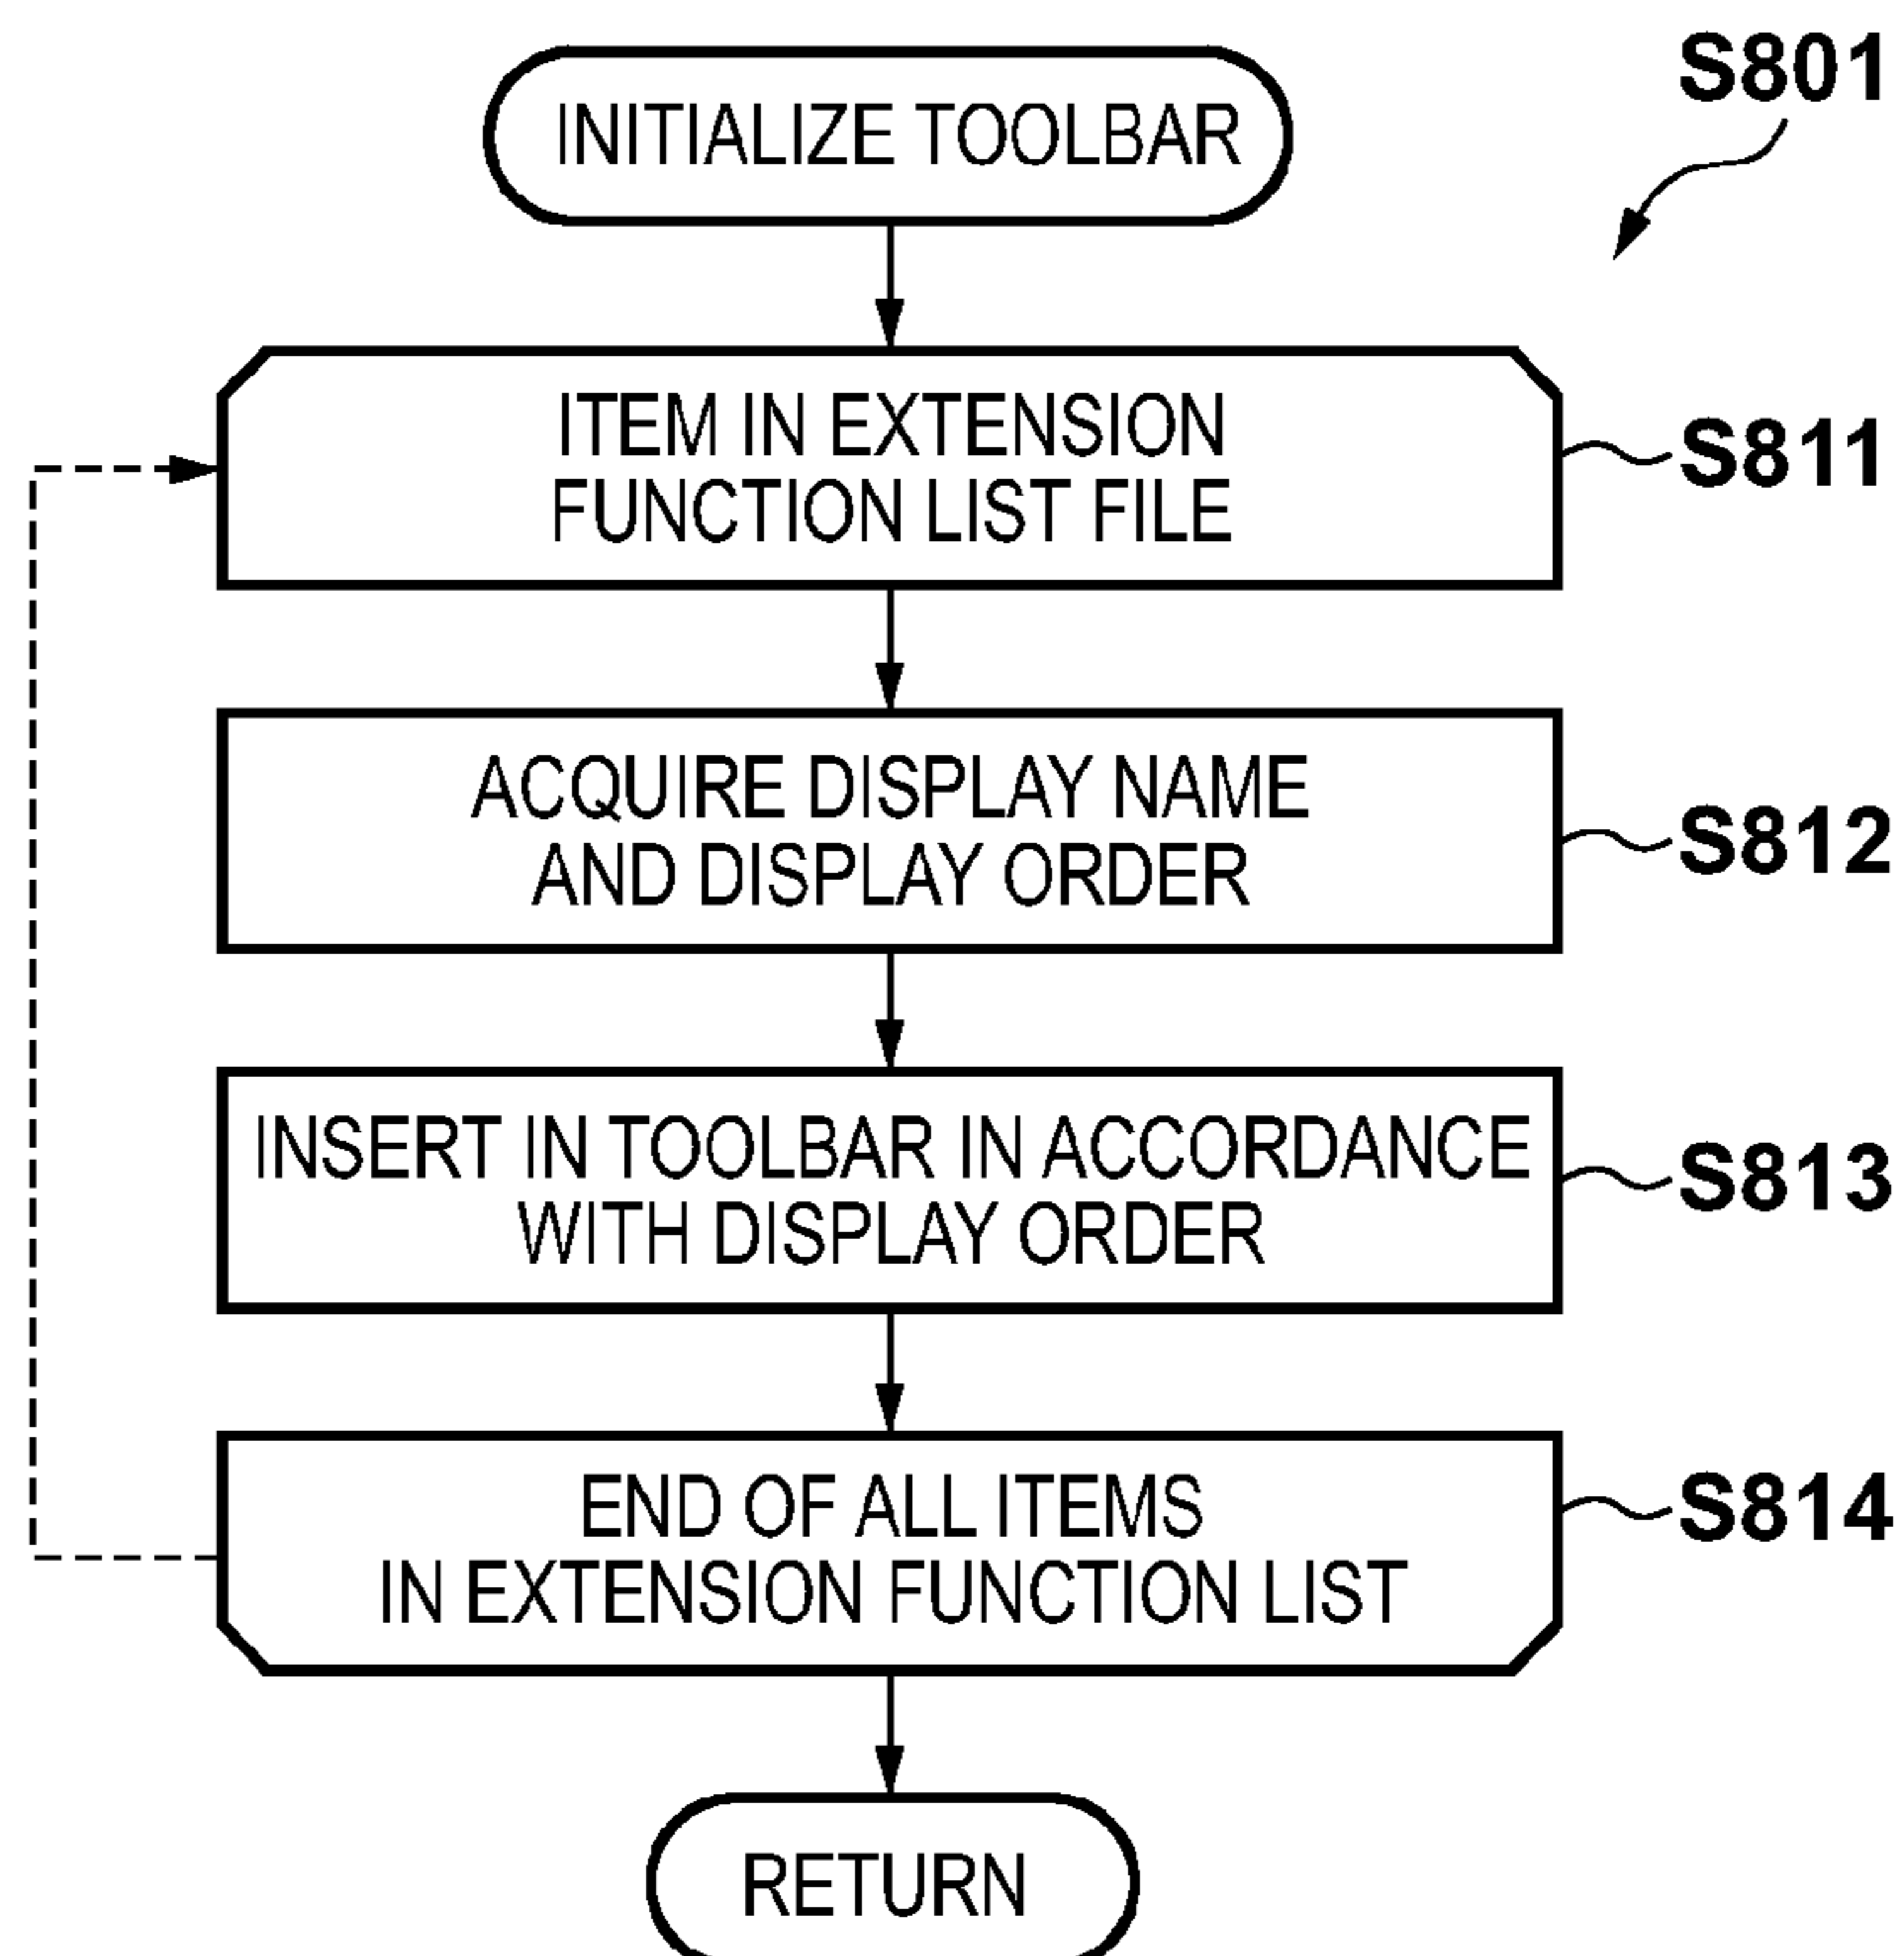 S801
INITIALIZE TOOLBAR
ITEM IN EXTENSION
FUNCTION LIST FILE
S811
ACQUIRE DISPLAY NAME
AND DISPLAY ORDER
S812
INSERT IN TOOLBAR IN ACCORDANCE
WITH DISPLAY ORDER
S813
END OF ALL ITEMS
IN EXTENSION FUNCTION LIST
S814
RETURN